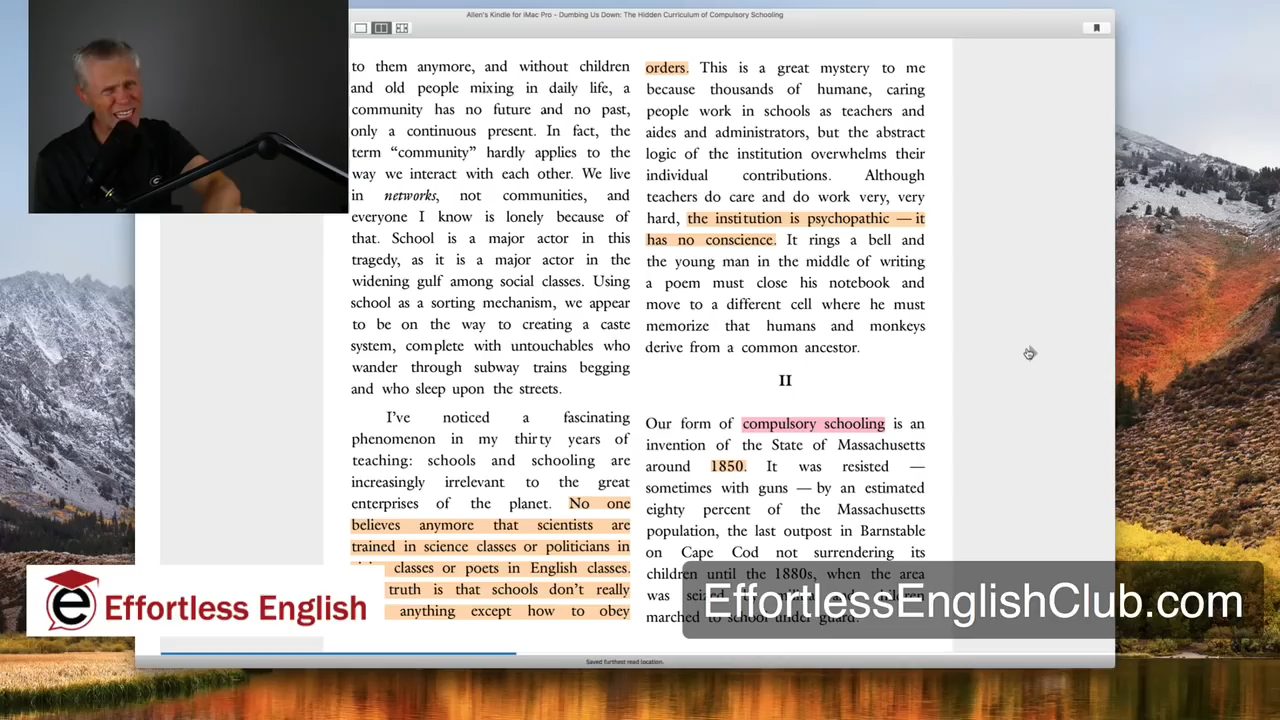 Allen's Kindle for iMac Pro - Dumbing Us Down: The Hidden Curriculum of Compulsory Schooling
to them anymore, and without children
and old people mixing in daily life, a
community has no future and no past,
only a continuous present. In fact, the
term “community” hardly applies to the
way we interact with each other. We live
in networks, not communities, and
everyone I know is lonely because of
that. School is a major actor in this
tragedy, as it is a major actor in the
widening gulf among social classes. Using
school as a sorting mechanism, we appear
to be on the way to creating a caste
system, complete with untouchables who
wander through subway trains begging
and who sleep upon the streets.
I’ve noticed a fascinating
phenomenon in my thirty years of
teaching: schools and schooling are
increasingly irrelevant to the great
enterprises of the planet. No one
believes anymore that scientists are
trained in science classes or politicians in
classes or poets in English classes.
truth is that schools don’t really
anything except how to obey
orders. This is a great mystery to me
because thousands of humane, caring
people work in schools as teachers and
aides and administrators, but the abstract
logic of the institution overwhelms their
individual contributions. Although
teachers do care and do work very, very
hard, the institution is psychopathic — it
has no conscience. It rings a bell and
the young man in the middle of writing
a poem must close his notebook and
move to a different cell where he must
memorize that humans and monkeys
derive from a common ancestor.
II
Our form of compulsory schooling is an
invention of the State of Massachusetts
around 1850. It was resisted —
sometimes with guns — by an estimated
eighty percent of the Massachusetts
population, the last outpost in Barnstable
on Cape Cod not surrendering its
children until the 1880s, when the area
was
marched to school under guard.
e Effortless English
EffortlessEnglishClub.com
Saved furthest read location.